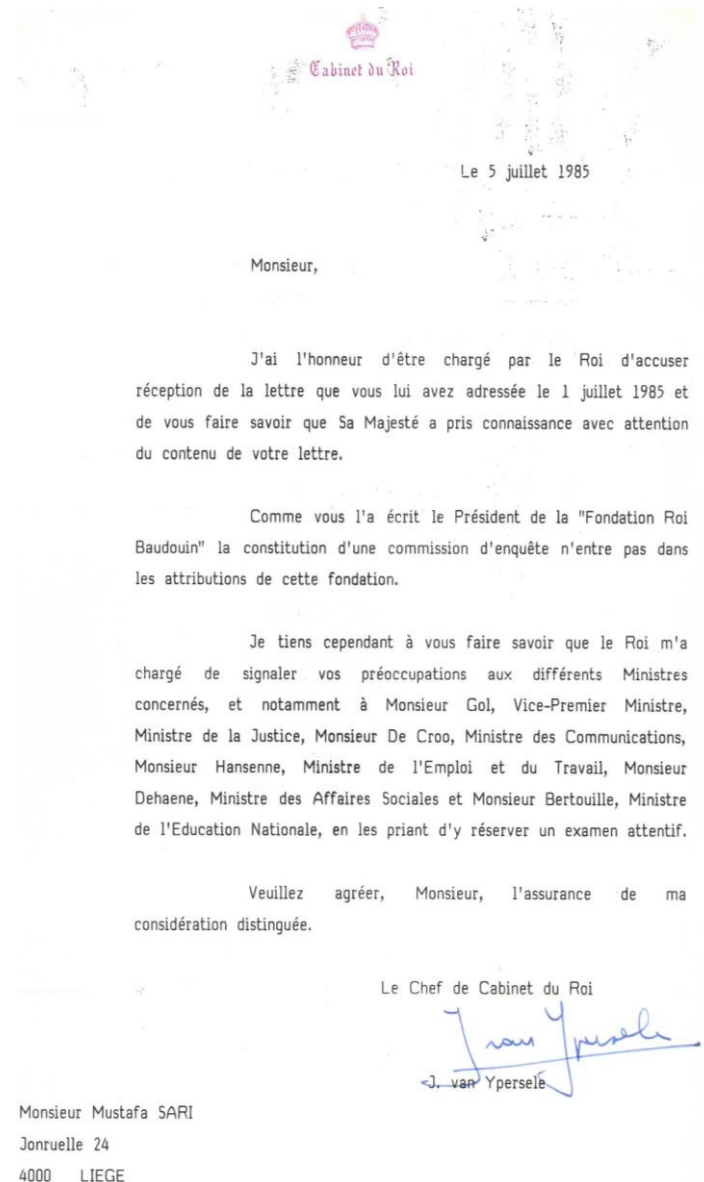 Cabinet du Roi
Le 5 juillet 1985
Monsieur,
J'ai l'honneur d'être chargé par le Roi d'accuser
réception de la lettre que vous lui avez adressée le 1 juillet 1985 et
de vous faire savoir que Sa Majesté a pris connaissance avec attention
du contenu de votre lettre.
Comme vous l'a écrit le Président de la "Fondation Roi
Baudouin" la constitution d'une commission d'enquête n'entre pas dans
les attributions de cette fondation.
Je tiens cependant à vous faire savoir que le Roi m'a
chargé de signaler vos préoccupations aux différents Ministres
concernés, et notamment à Monsieur Gol, Vice-Premier Ministre,
Ministre de la Justice, Monsieur De Croo, Ministre des Communications,
Monsieur Hansenne, Ministre de l'Emploi et du Travail, Monsieur
Dehaene, Ministre des Affaires Sociales et Monsieur Bertouille, Ministre
de l'Education Nationale, en les priant d'y réserver un examen attentif.
Veuillez agréer, Monsieur, l'assurance de ma
considération distinguée.
Le Chef de Cabinet du Roi
J van Ypersele
J. van Ypersele
Monsieur Mustafa SARI
Jonruelle 24
4000 LIEGE